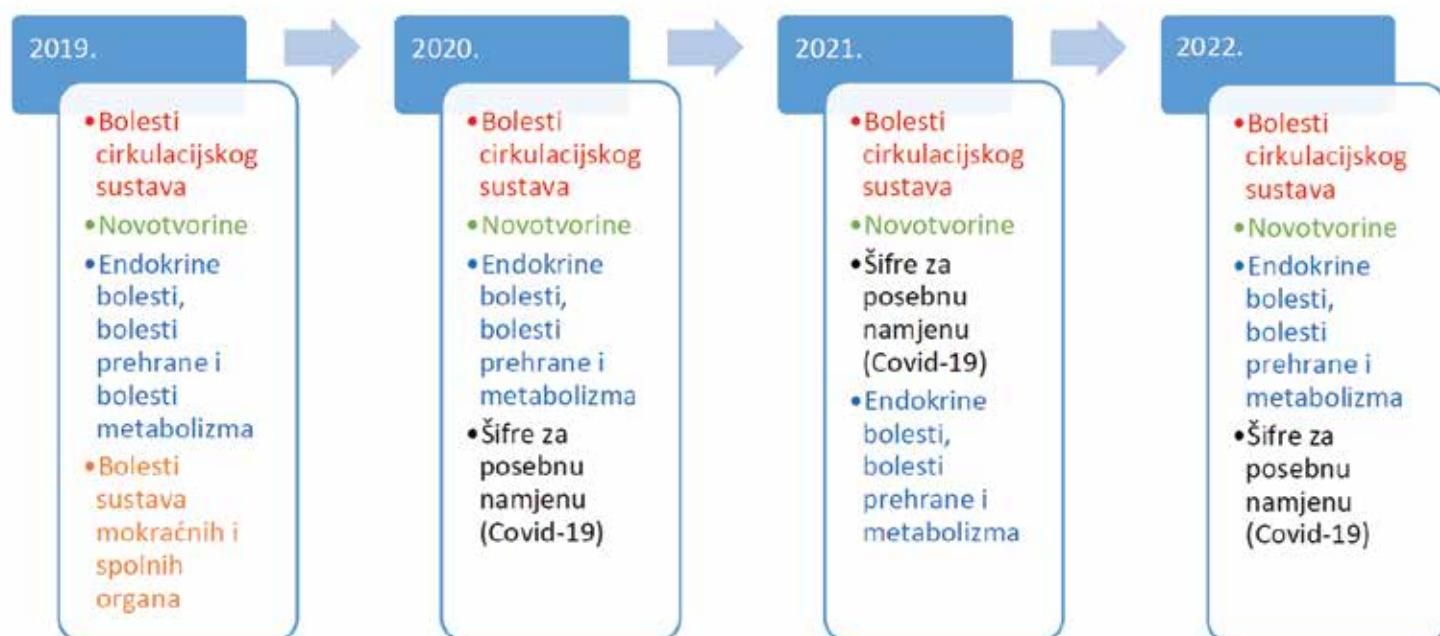 2019.
•Bolesti
cirkulacijskog
sustava
•Novotvorine
•Endokrine
bolesti,
bolesti
prehrane i
bolesti
metabolizma
•Bolesti
sustava
mokraćnih i
spolnih
organa
2020.
•Bolesti
cirkulacijskog
sustava
•Novotvorine
•Endokrine
bolesti,
bolesti
prehrane i
metabolizma
•Šifre za
posebnu
namjenu
(Covid-19)
2021.
•Bolesti
cirkulacijskog
sustava
•Novotvorine
•Šifre za
posebnu
namjenu
(Covid-19)
•Endokrine
bolesti,
bolesti
prehrane i
metabolizma
2022.
•Bolesti
cirkulacijskog
sustava
•Novotvorine
•Endokrine
bolesti,
bolesti
prehrane i
metabolizma
•Šifre za
posebnu
namjenu
(Covid-19)